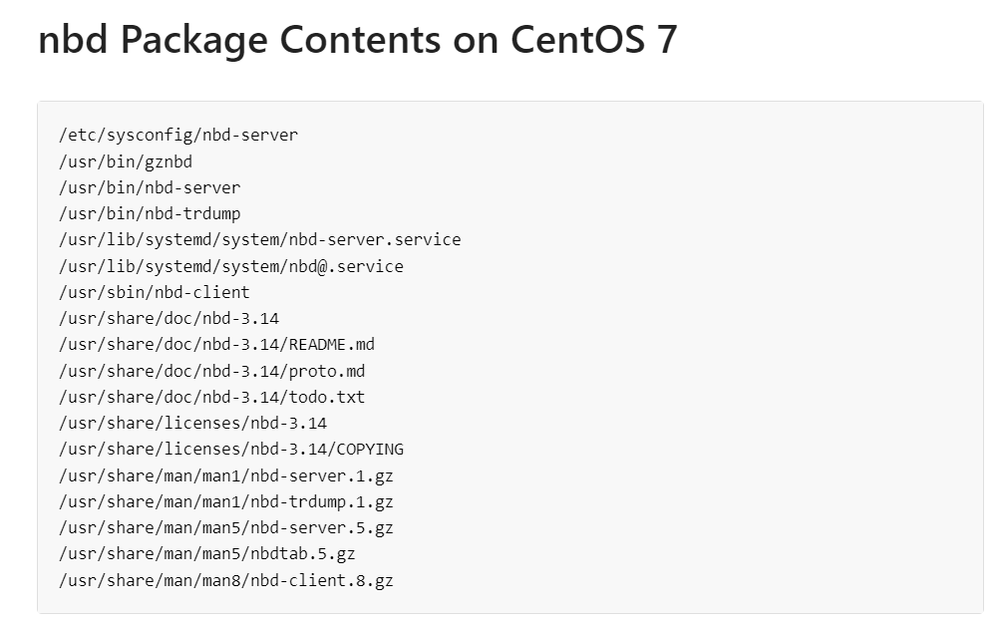 nbd Package Contents on CentOS 7
/etc/sysconfig/nbd-server
/usr/bin/gznbd
/usr/bin/nbd-server
/usr/bin/nbd-trdump
/usr/lib/systemd/system/nbd-server.service
/usr/lib/systemd/system/nbd@.service
/usr/sbin/nbd-client
/usr/share/doc/nbd-3.14
/usr/share/doc/nbd-3.14/README.md
/usr/share/doc/nbd-3.14/proto.md
/usr/share/doc/nbd-3.14/todo.txt
/usr/share/licenses/nbd-3.14
/usr/share/licenses/nbd-3.14/COPYING
/usr/share/man/man1/nbd-server.1.gz
/usr/share/man/man1/nbd-trdump.1.gz
/usr/share/man/man5/nbd-server.5.gz
/usr/share/man/man5/nbdtab.5.gz
/usr/share/man/man8/nbd-client.8.gz